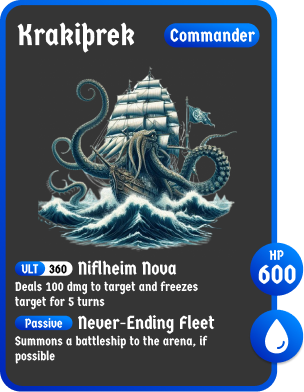 Krakiþrek
Commander
ULT 360 Niflheim Nova
Deals 100 dmg to target and freezes
target for 5 turns
HP
600
Passive Never-Ending Fleet
Summons a battleship to the arena, if
possible